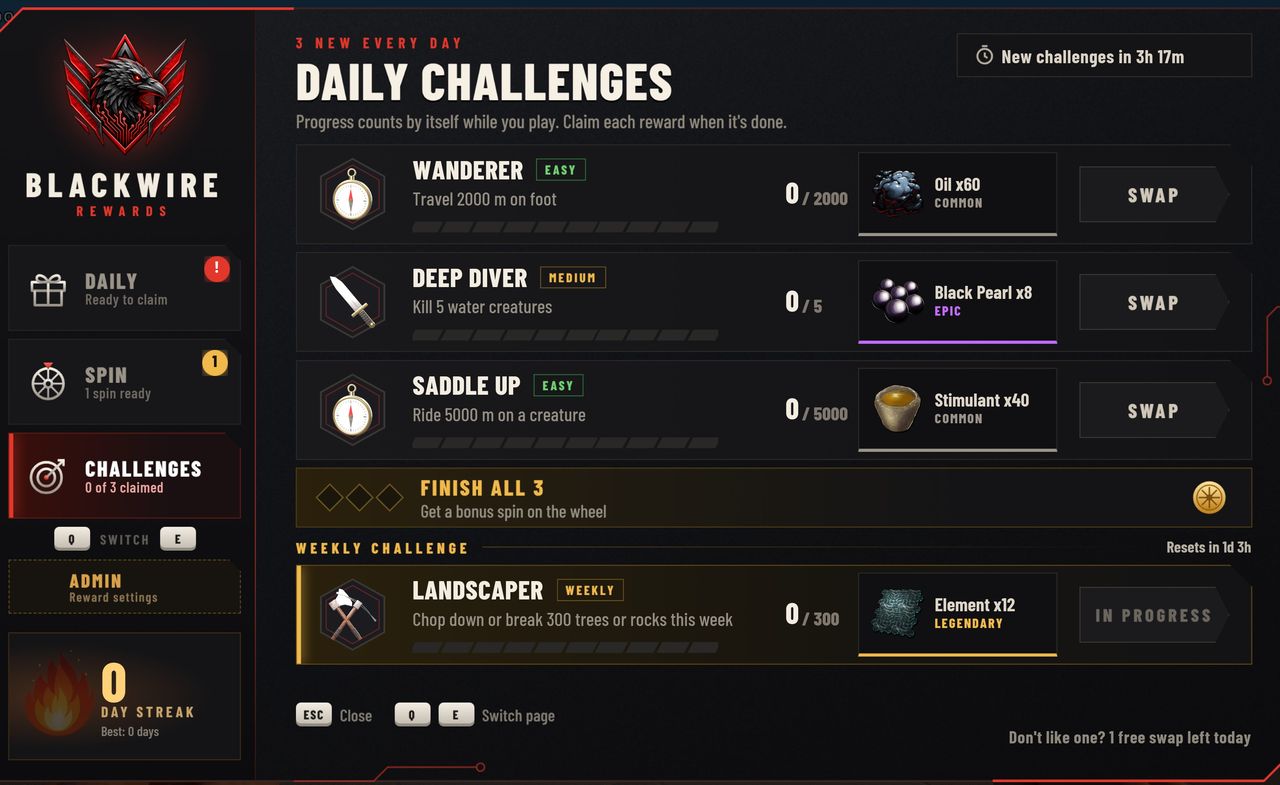 BLACKWIRE
REWARDS
DAILY
Ready to claim
!
SPIN
1 spin ready
1
CHALLENGES
0 of 3 claimed
Q SWITCH E
ADMIN
Reward settings
0
DAY STREAK
Best: 0 days
3 NEW EVERY DAY
DAILY CHALLENGES
Progress counts by itself while you play. Claim each reward when it's done.
New challenges in 3h 17m
WANDERER EASY
Travel 2000 m on foot
0 / 2000
Oil x60
COMMON
SWAP
DEEP DIVER MEDIUM
Kill 5 water creatures
0 / 5
Black Pearl x8
EPIC
SWAP
SADDLE UP EASY
Ride 5000 m on a creature
0 / 5000
Stimulant x40
COMMON
SWAP
FINISH ALL 3
Get a bonus spin on the wheel
WEEKLY CHALLENGE
Resets in 1d 3h
LANDSCAPER WEEKLY
Chop down or break 300 trees or rocks this week
0 / 300
Element x12
LEGENDARY
IN PROGRESS
ESC Close Q E Switch page
Don't like one? 1 free swap left today